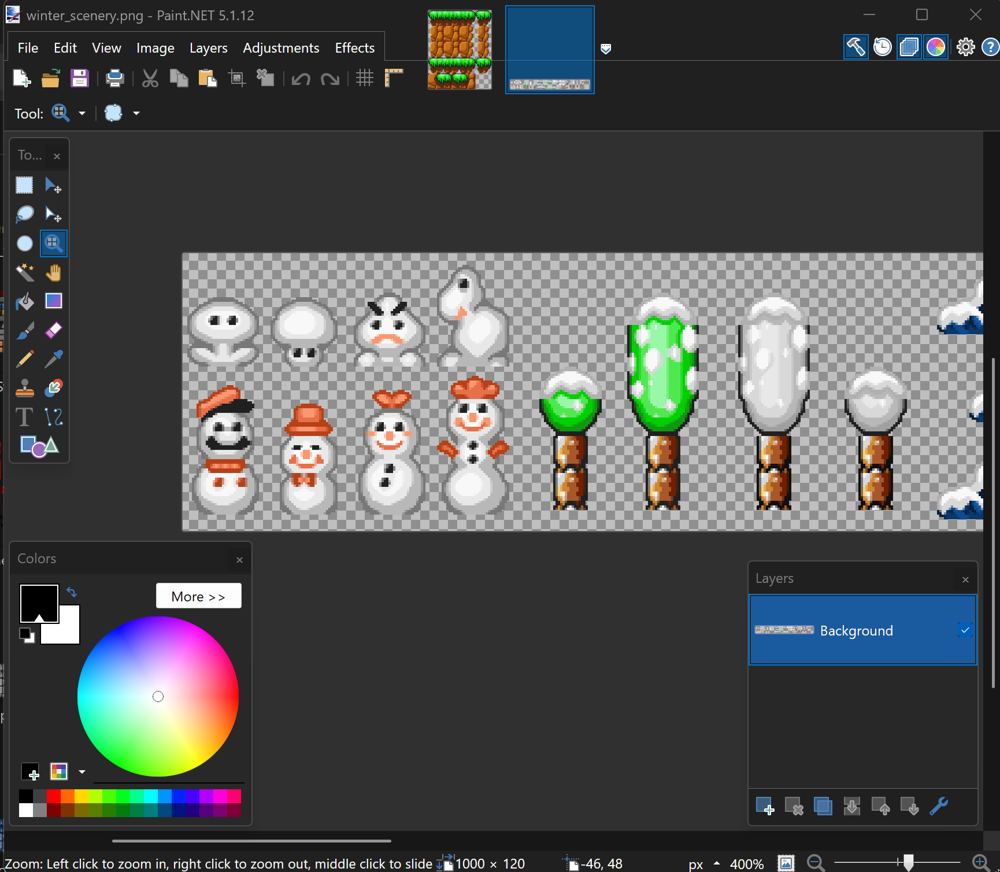 winter_scenery.png - Paint.NET 5.1.12
File Edit View Image Layers Adjustments Effects
Tool:
To...
Colors
More >>
Layers
Background
Zoom: Left click to zoom in, right click to zoom out, middle click to slide
1000 × 120
-46, 48
px
400%